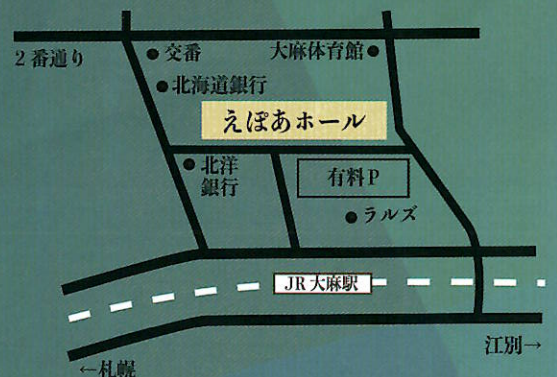 2番通り
交番
大麻体育館
北海道銀行
えぽあホール
北洋
銀行
有料P
ラルズ
JR大麻駅
江別→
←札幌